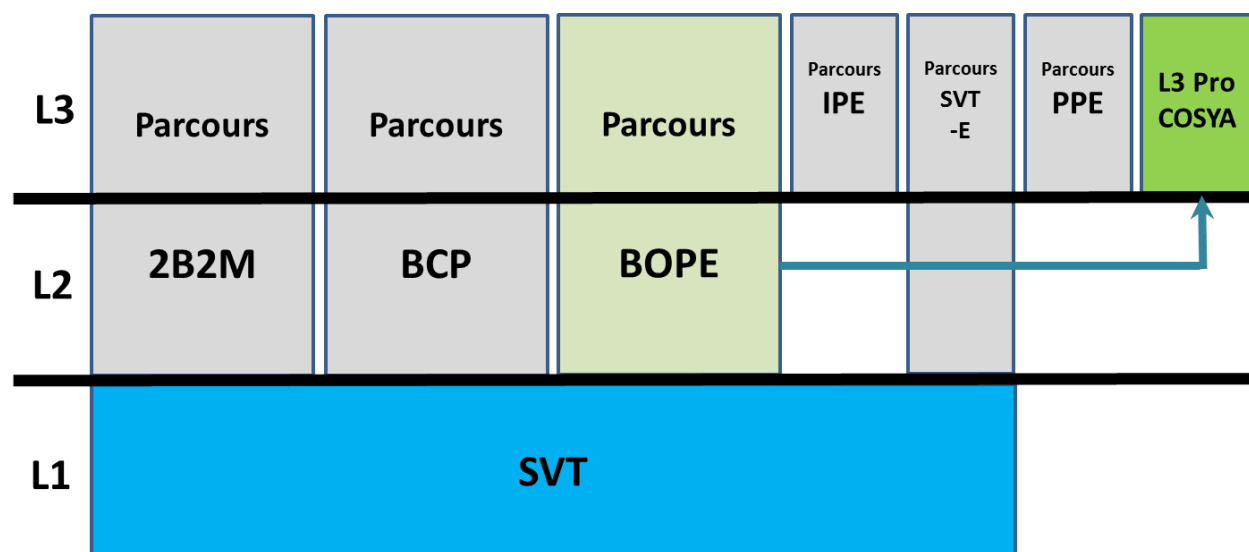 L3
Parcours
Parcours
Parcours
Parcours
IPE
Parcours
SVT
-E
Parcours
PPE
L3 Pro
COSYA
L2
2B2M
BCP
BOPE
L1
SVT